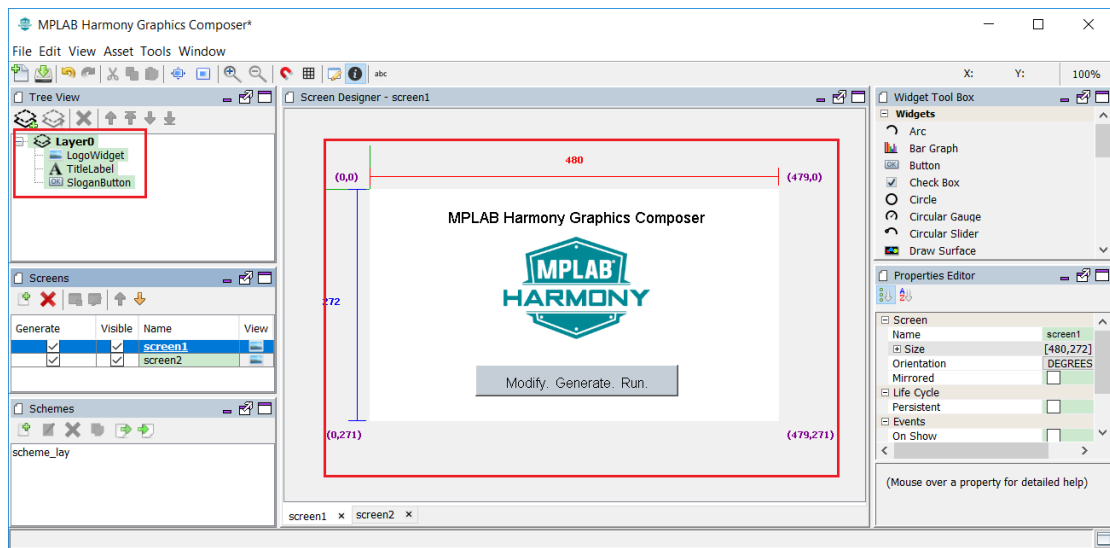 MPLAB Harmony Graphics Composer*
File Edit View Asset Tools Window
abc
X: Y: 100%
Tree View
Layer0
LogoWidget
A TitleLabel
OK SloganButton
Screens
Generate Visible Name View
screen1
screen2
Schemes
scheme_lay
Screen Designer - screen1
480
(0,0) (479,0)
MPLAB Harmony Graphics Composer
MPLAB
HARMONY
272
Modify. Generate. Run.
(0,271) (479,271)
screen1 × screen2 ×
Widget Tool Box
Widgets
Arc
Bar Graph
OK Button
Check Box
Circle
Circular Gauge
Circular Slider
Draw Surface
Properties Editor
Screen
Name screen1
Size [480,272]
Orientation DEGREES
Mirrored
Life Cycle
Persistent
Events
On Show
(Mouse over a property for detailed help)